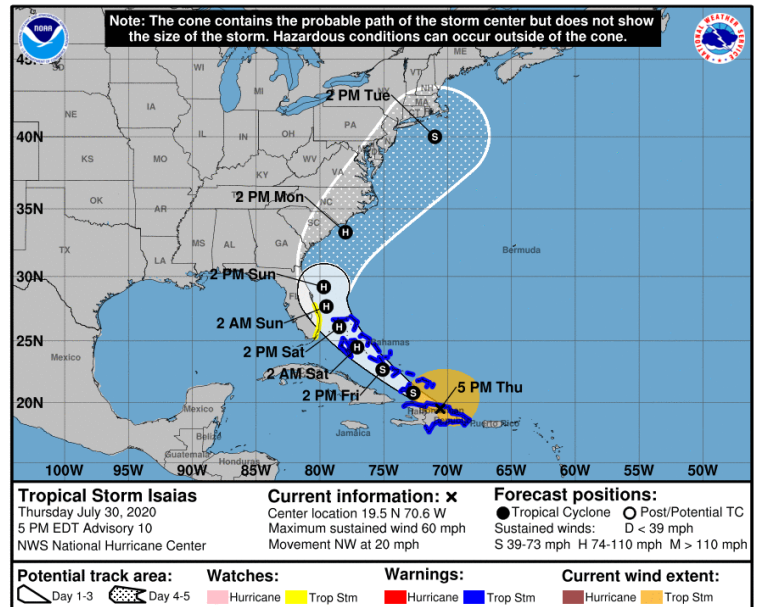 Note: The cone contains the probable path of the storm center but does not show
the size of the storm. Hazardous conditions can occur outside of the cone.
NOAA
NATIONAL WEATHER SERVICE
45N
ME
WI
VT
NH
MI
NY
MA
2 PM Tue
CT
NE
IA
PA
40N
IL
IN
OH
KS
MO
WV
VA
KY
2 PM Mon
NC
OK
AR
35N
SC
MS
AL
GA
TX
LA
Bermuda
30N
2 PM Sun
FL
2 AM Sun
25N
2 PM Sat
Bahamas
Mexico
2 AM Sat
2 PM Fri
5 PM Thu
20N
Mexico
Jamaica
Puerto Rico
Belize
Guatemala
Honduras
100W 95W 90W 85W 80W 75W 70W 65W 60W 55W 50W
H
H
H
H
H
S
S
Tropical Storm Isaias
Thursday July 30, 2020
5 PM EDT Advisory 10
NWS National Hurricane Center
Current information: ×
Center location 19.5 N 70.6 W
Maximum sustained wind 60 mph
Movement NW at 20 mph
Forecast positions:
Tropical Cyclone Post/Potential TC
Sustained winds: D < 39 mph
S 39-73 mph H 74-110 mph M > 110 mph
Potential track area:
Day 1-3 Day 4-5
Watches:
Hurricane Trop Stm
Warnings:
Hurricane Trop Stm
Current wind extent:
Hurricane Trop Stm